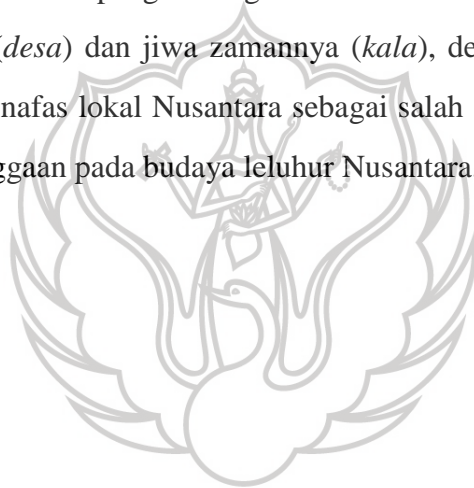 (desa) dan jiwa zamannya (kala), de
nafas lokal Nusantara sebagai salah
ggaan pada budaya leluhur Nusantara